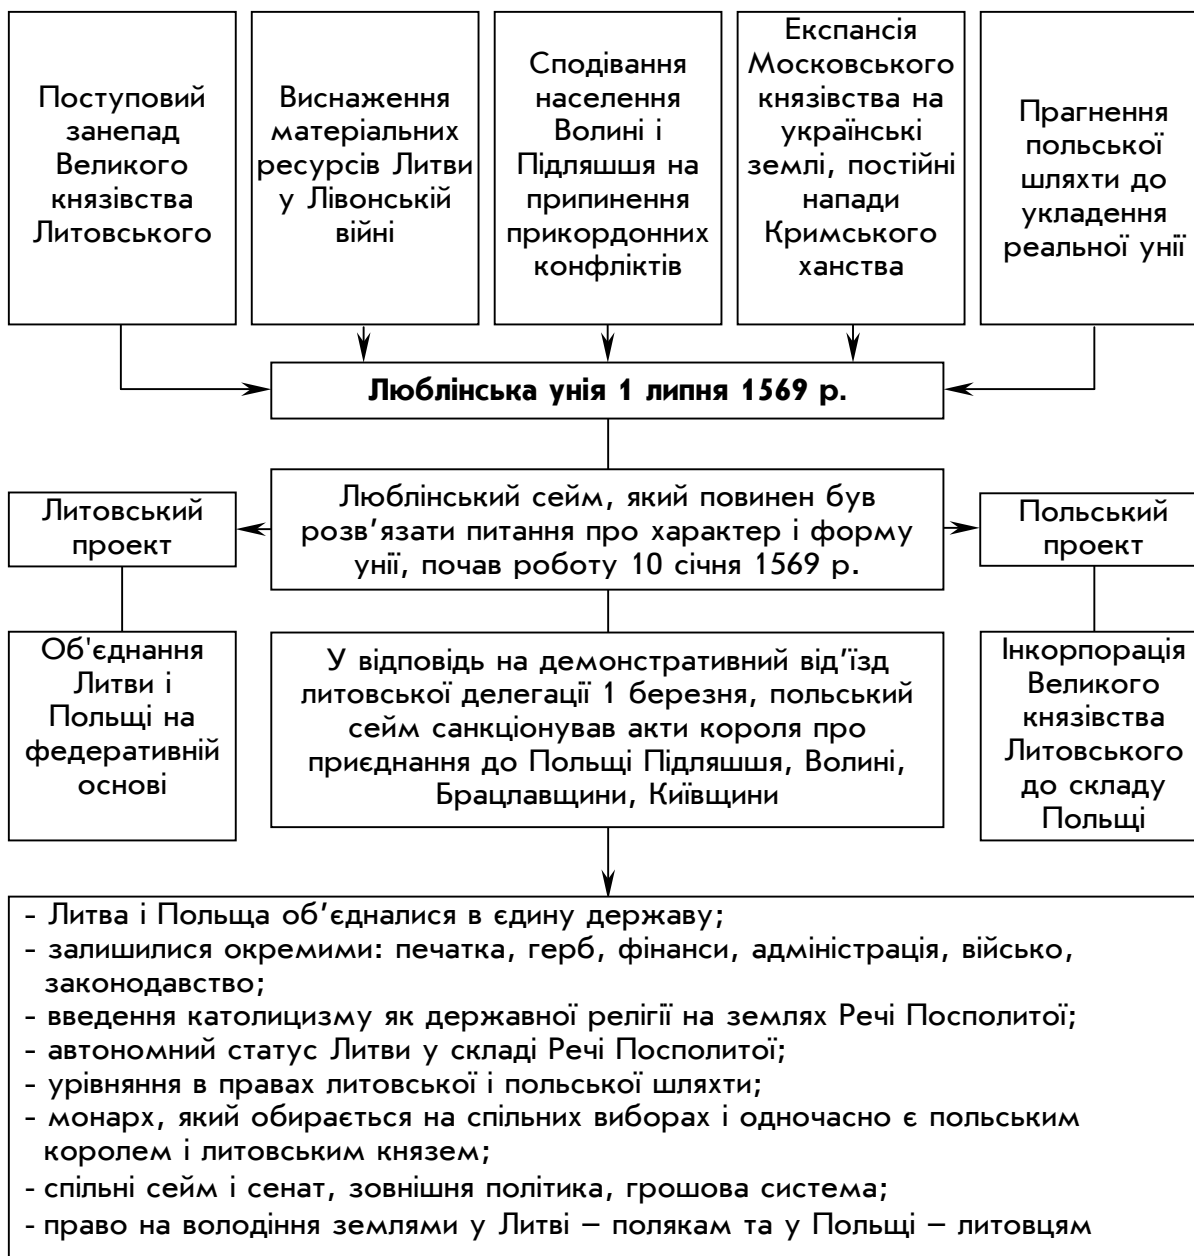 Поступовий
занепад
Великого
князівства
Литовського
Виснаження
матеріальних
ресурсів Литви
у Лівонській
війні
Сподівання
населення
Волині і
Підляшшя на
припинення
прикордонних
конфліктів
Експансія
Московського
князівства на
українські
землі, постійні
напади
Кримського
ханства
Прагнення
польської
шляхти до
укладення
реальної унії
Люблінська унія 1 липня 1569 р.
Литовський
проект
Люблінський сейм, який повинен був
розв’язати питання про характер і форму
унії, почав роботу 10 січня 1569 р.
Польський
проект
Об'єднання
Литви і
Польщі на
федеративній
основі
У відповідь на демонстративний від’їзд
литовської делегації 1 березня, польський
сейм санкціонував акти короля про
приєднання до Польщі Підляшшя, Волині,
Брацлавщини, Київщини
Інкорпорація
Великого
князівства
Литовського
до складу
Польщі
- Литва і Польща об’єдналися в єдину державу;
- залишилися окремими: печатка, герб, фінанси, адміністрація, військо,
законодавство;
- введення католицизму як державної релігії на землях Речі Посполитої;
- автономний статус Литви у складі Речі Посполитої;
- урівняння в правах литовської і польської шляхти;
- монарх, який обирається на спільних виборах і одночасно є польським
королем і литовським князем;
- спільні сейм і сенат, зовнішня політика, грошова система;
- право на володіння землями у Литві – полякам та у Польщі – литовцям